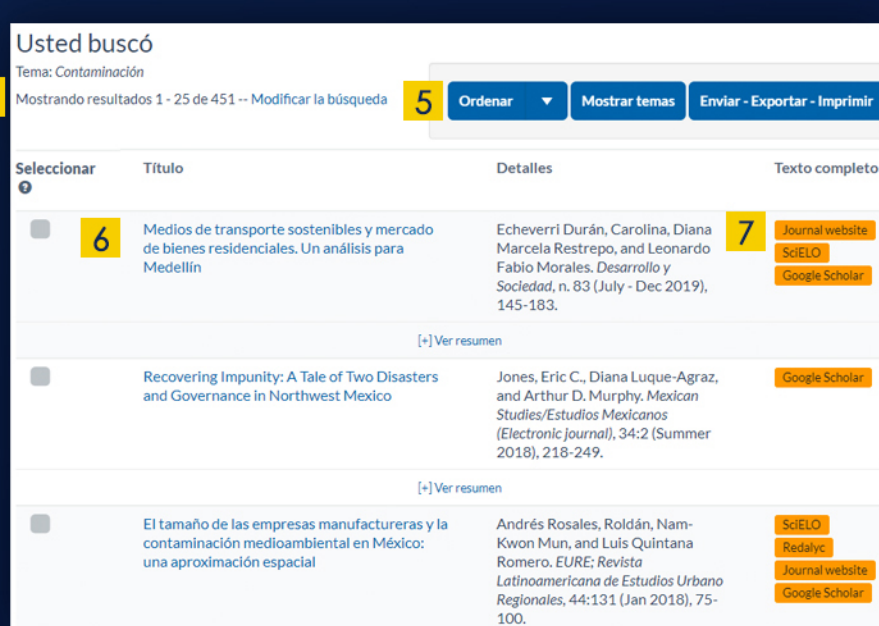 Usted buscó
Tema: Contaminación
Mostrando resultados 1 - 25 de 451 -- Modificar la búsqueda
5
Ordenar ▼
Mostrar temas
Enviar - Exportar - Imprimir
Seleccionar
Título
Detalles
Texto completo
6
Medios de transporte sostenibles y mercado
de bienes residenciales. Un análisis para
Medellín
Echeverri Durán, Carolina, Diana
Marcela Restrepo, and Leonardo
Fabio Morales. Desarrollo y
Sociedad, n. 83 (July - Dec 2019),
145-183.
7
Journal website
SciELO
Google Scholar
[+] Ver resumen
Recovering Impunity: A Tale of Two Disasters
and Governance in Northwest Mexico
Jones, Eric C., Diana Luque-Agraz,
and Arthur D. Murphy. Mexican
Studies/Estudios Mexicanos
(Electronic journal), 34:2 (Summer
2018), 218-249.
Google Scholar
[+] Ver resumen
El tamaño de las empresas manufactureras y la
contaminación medioambiental en México:
una aproximación espacial
Andrés Rosales, Roldán, Nam-
Kwon Mun, and Luis Quintana
Romero. EURE; Revista
Latinoamericana de Estudios Urbano
Regionales, 44:131 (Jan 2018), 75-
100.
SciELO
Redalyc
Journal website
Google Scholar